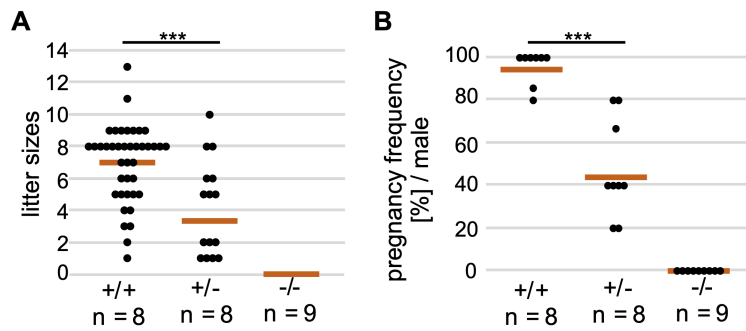 A
***
litter sizes
14
12
10
8
6
4
2
0
+/+ +/- -/-
n = 8 n = 8 n = 9
B
***
pregnancy frequency
[%] / male
100
80
60
40
20
0
+/+ +/- -/-
n = 8 n = 8 n = 9